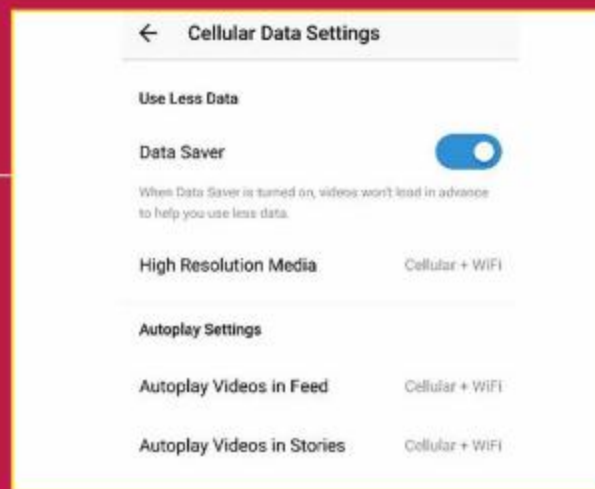 Cellular Data Settings
Use Less Data
Data Saver
When Data Saver is turned on, videos won't load in advance
to help you use less data.
High Resolution Media Cellular + WiFi
Autoplay Settings
Autoplay Videos in Feed Cellular + WiFi
Autoplay Videos in Stories Cellular + WiFi